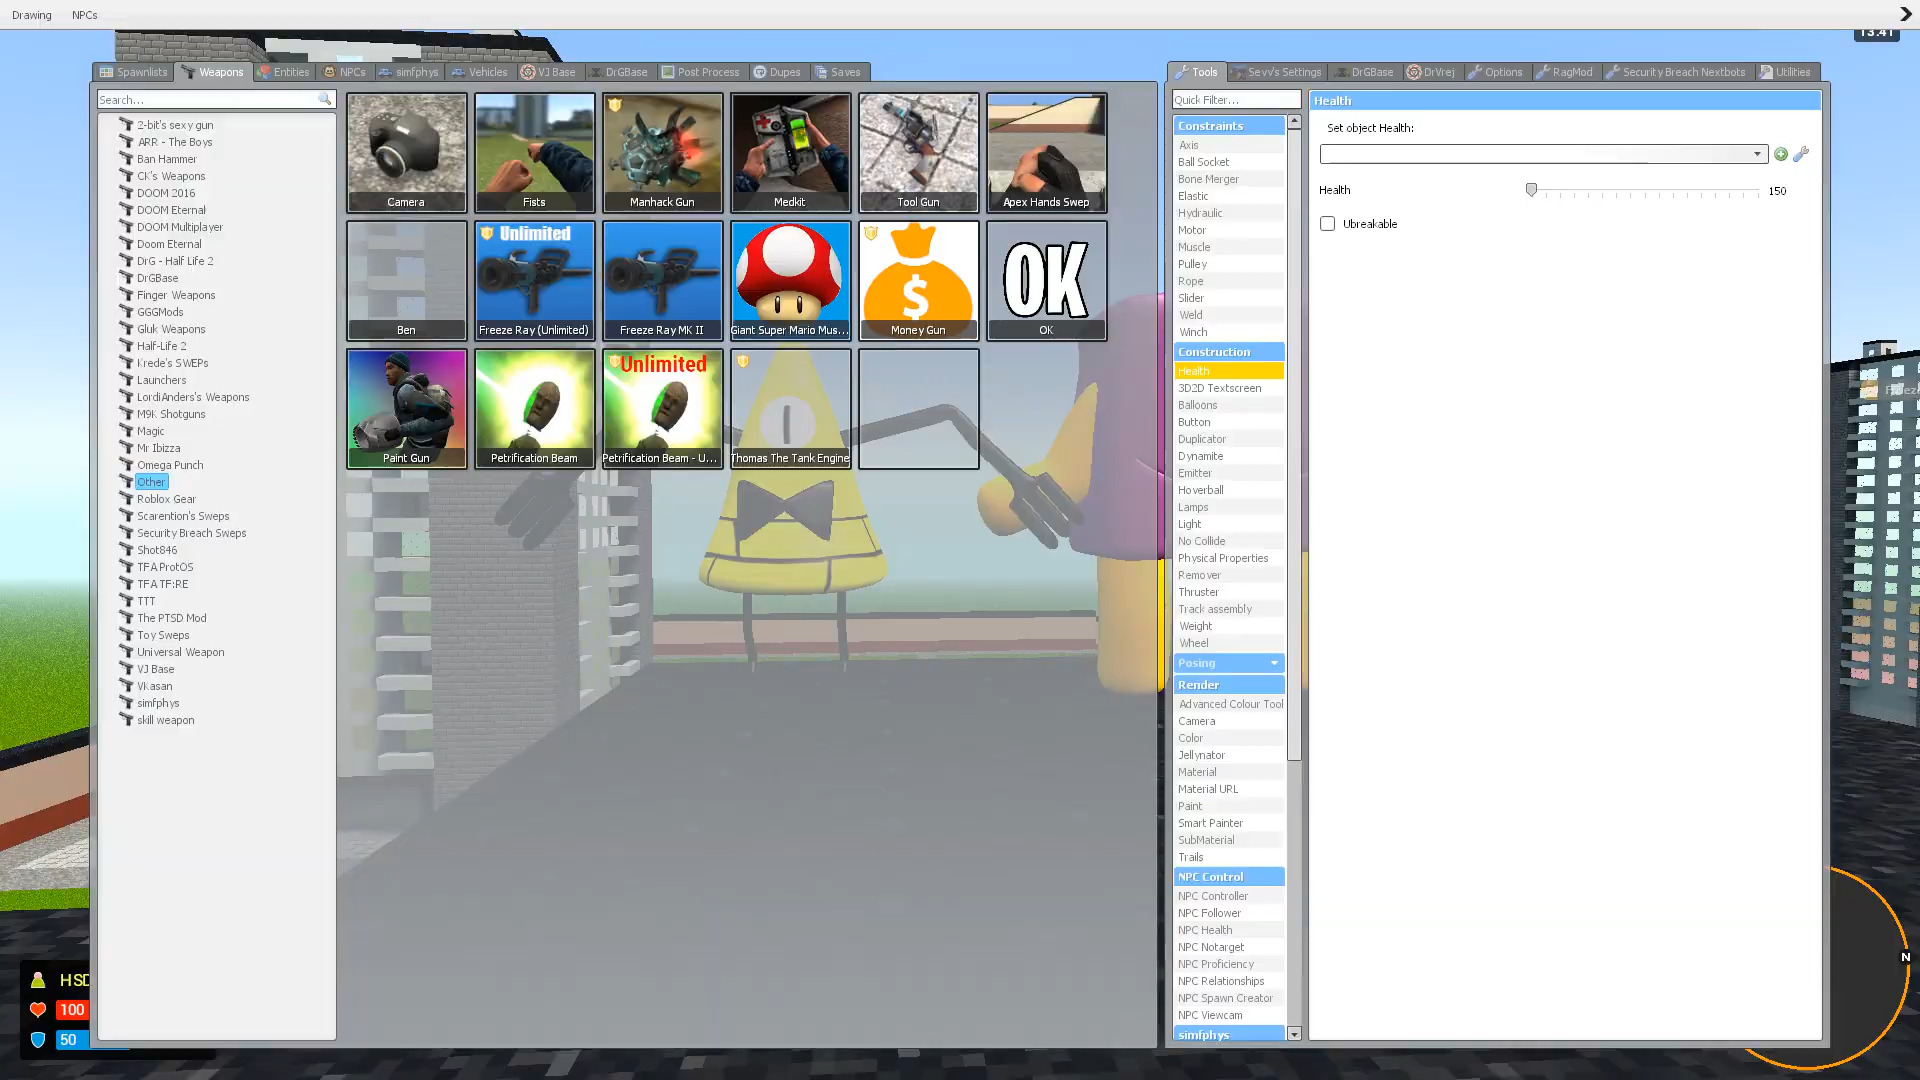 Drawing NPCs
13:41
Spawnlists Weapons Entities NPCs simfphys Vehicles VJ Base DrGBase Post Process Dupes Saves
Search...
2-bit's sexy gun
ARR - The Boys
Ban Hammer
CK's Weapons
DOOM 2016
DOOM Eternal
DOOM Multiplayer
Doom Eternal
DrG - Half Life 2
DrGBase
Finger Weapons
GGGMods
Gluk Weapons
Half-Life 2
Krede's SWEPs
Launchers
LordiAnders's Weapons
M9K Shotguns
Magic
Mr Ibizza
Omega Punch
Other
Roblox Gear
Scarention's Sweps
Security Breach Sweps
Shot846
TFA ProtOS
TFA TF:RE
TTT
The PTSD Mod
Toy Sweps
Universal Weapon
VJ Base
VKasan
simfphys
skill weapon
Camera
Fists
Manhack Gun
Medkit
Tool Gun
Apex Hands Swep
Ben
Unlimited
Freeze Ray (Unlimited)
Freeze Ray MK II
Giant Super Mario Mus...
$
Money Gun
OK
OK
Paint Gun
Petrification Beam
Unlimited
Petrification Beam - U...
Thomas The Tank Engine
Tools Sevv's Settings DrGBase DrVrej Options RagMod Security Breach Nextbots Utilities
Quick Filter...
Constraints
Axis
Ball Socket
Bone Merger
Elastic
Hydraulic
Motor
Muscle
Pulley
Rope
Slider
Weld
Winch
Construction
Health
3D2D Textscreen
Balloons
Button
Duplicator
Dynamite
Emitter
Hoverball
Lamps
Light
No Collide
Physical Properties
Remover
Thruster
Track assembly
Weight
Wheel
Posing
Render
Advanced Colour Tool
Camera
Color
Jellynator
Material
Material URL
Paint
Smart Painter
SubMaterial
Trails
NPC Control
NPC Controller
NPC Follower
NPC Health
NPC Notarget
NPC Proficiency
NPC Relationships
NPC Spawn Creator
NPC Viewcam
simfphys
Health
Set object Health:
Health 150
Ubreakable
HSD
100
50
N